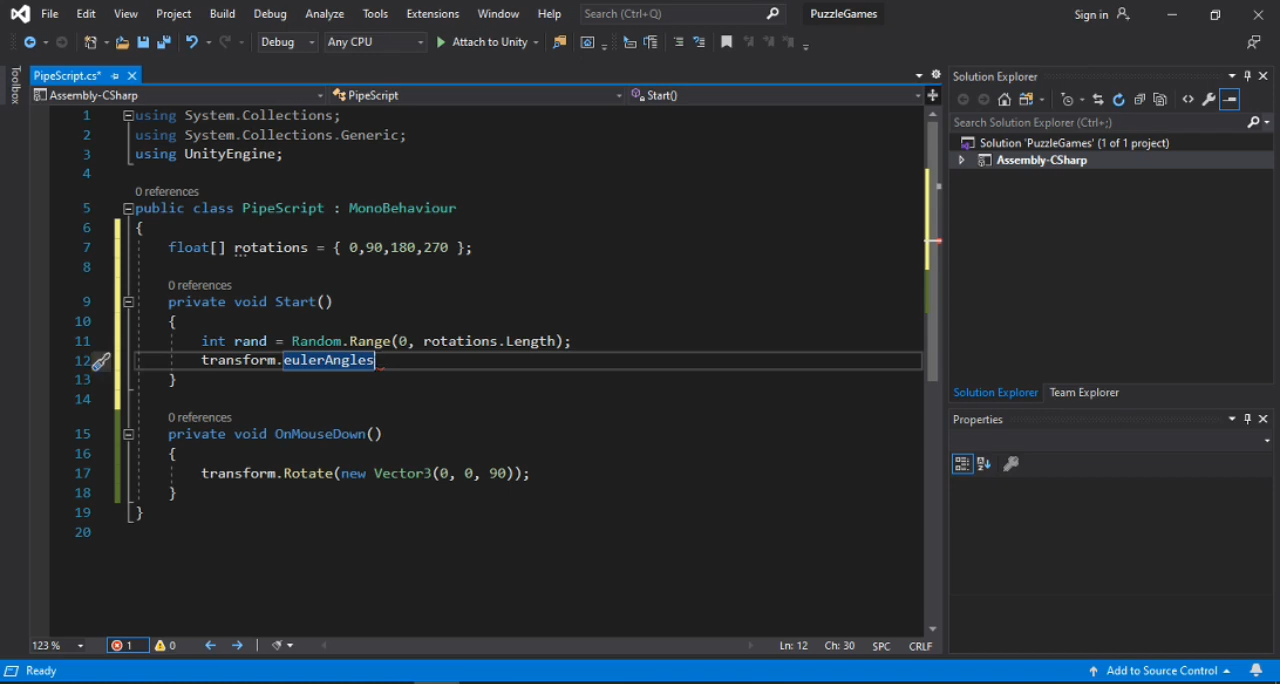 File Edit View Project Build Debug Analyze Tools Extensions Window Help Search (Ctrl+Q) PuzzleGames Sign in
Debug Any CPU Attach to Unity
Toolbox
PipeScript.cs*
Assembly-CSharp PipeScript Start()
1 using System.Collections;
2 using System.Collections.Generic;
3 using UnityEngine;
4
0 references
5 public class PipeScript : MonoBehaviour
6 {
7 float[] rotations = { 0,90,180,270 };
8
0 references
9 private void Start()
10 {
11 int rand = Random.Range(0, rotations.Length);
12 transform.eulerAngles
13 }
14
0 references
15 private void OnMouseDown()
16 {
17 transform.Rotate(new Vector3(0, 0, 90));
18 }
19 }
20
123 % 1 0 Ln: 12 Ch: 30 SPC CRLF
Solution Explorer
Search Solution Explorer (Ctrl+;)
Solution 'PuzzleGames' (1 of 1 project)
Assembly-CSharp
Solution Explorer Team Explorer
Properties
Ready Add to Source Control